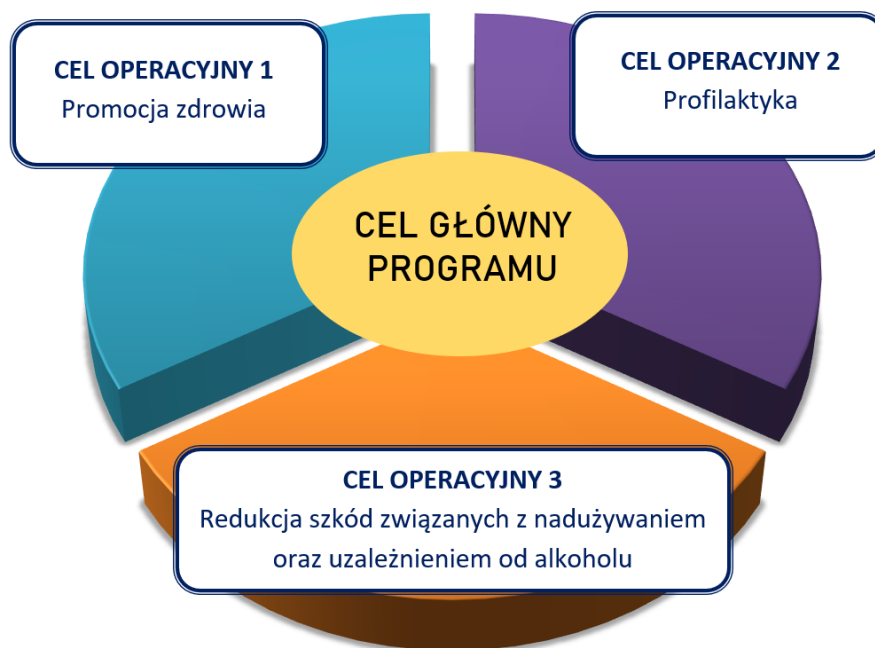 CEL OPERACYJNY 1
Promocja zdrowia
CEL OPERACYJNY 2
Profilaktyka
CEL GŁÓWNY
PROGRAMU
CEL OPERACYJNY 3
Redukcja szkód związanych z nadużywaniem
oraz uzależnieniem od alkoholu